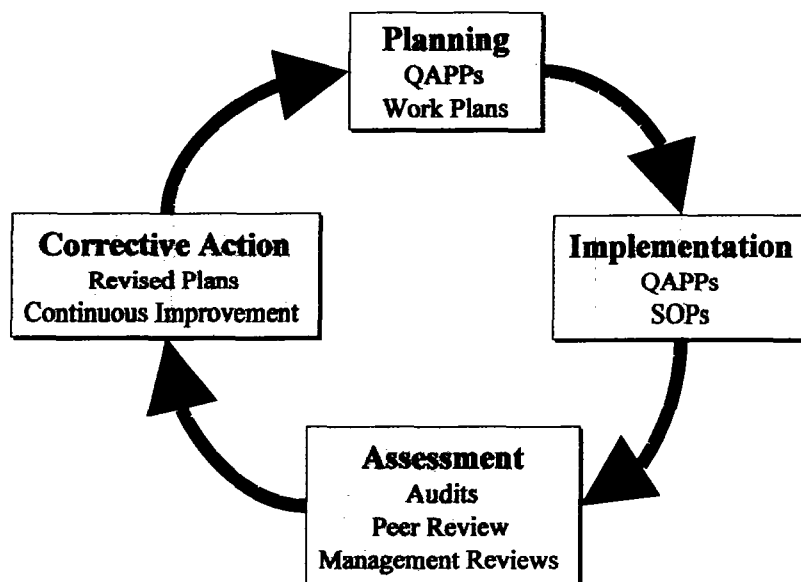 Planning
QAPPs
Work Plans
Implementation
QAPPs
SOPs
Assessment
Audits
Peer Review
Management Reviews
Corrective Action
Revised Plans
Continuous Improvement